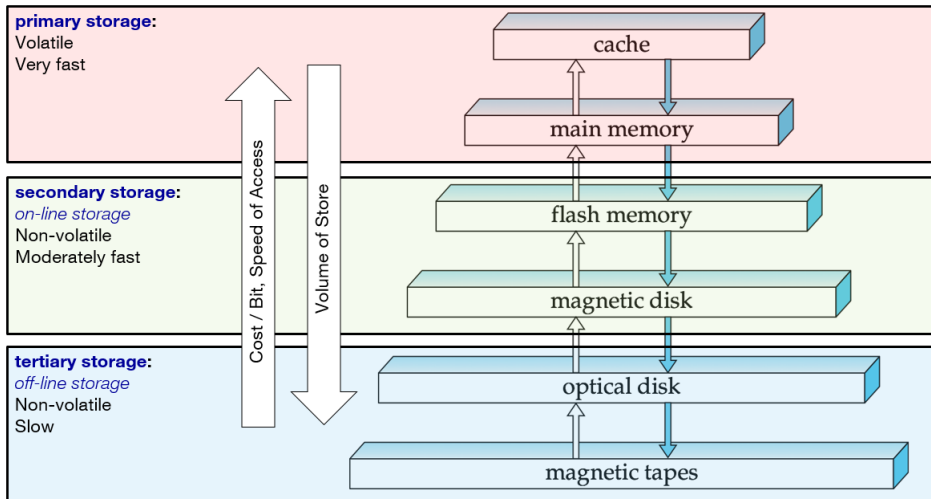 primary storage:
Volatile
Very fast
cache
main memory
secondary storage:
on-line storage
Non-volatile
Moderately fast
flash memory
magnetic disk
tertiary storage:
off-line storage
Non-volatile
Slow
optical disk
magnetic tapes
Cost / Bit, Speed of Access
Volume of Store